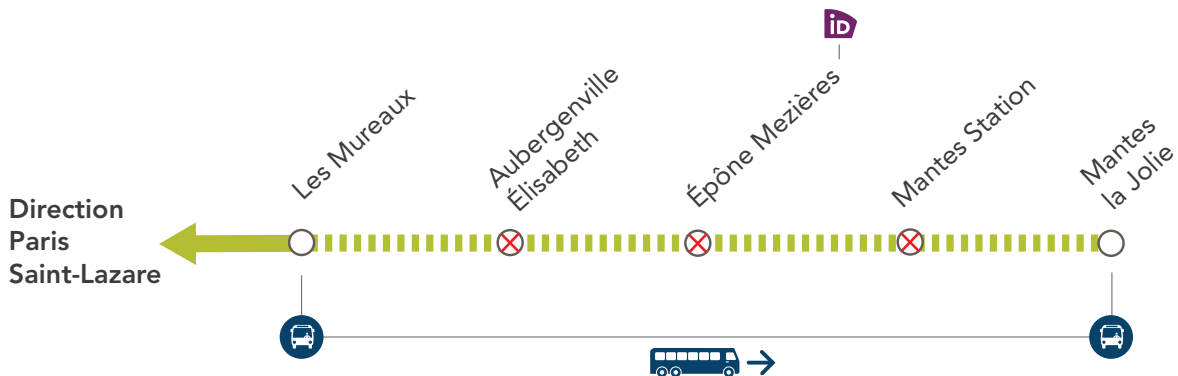 iD
Les Mureaux
Aubergenville
Élisabeth
Épône Mezières
Mantes Station
Mantes
la Jolie
Direction
Paris
Saint-Lazare